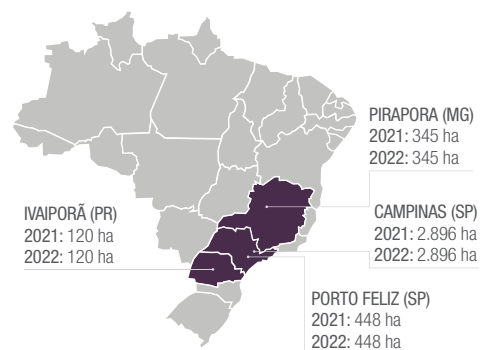 PIRAPORA (MG)
2021: 345 ha
2022: 345 ha
IVAIPORÃ (PR)
2021: 120 ha
2022: 120 ha
CAMPINAS (SP)
2021: 2.896 ha
2022: 2.896 ha
PORTO FELIZ (SP)
2021: 448 ha
2022: 448 ha